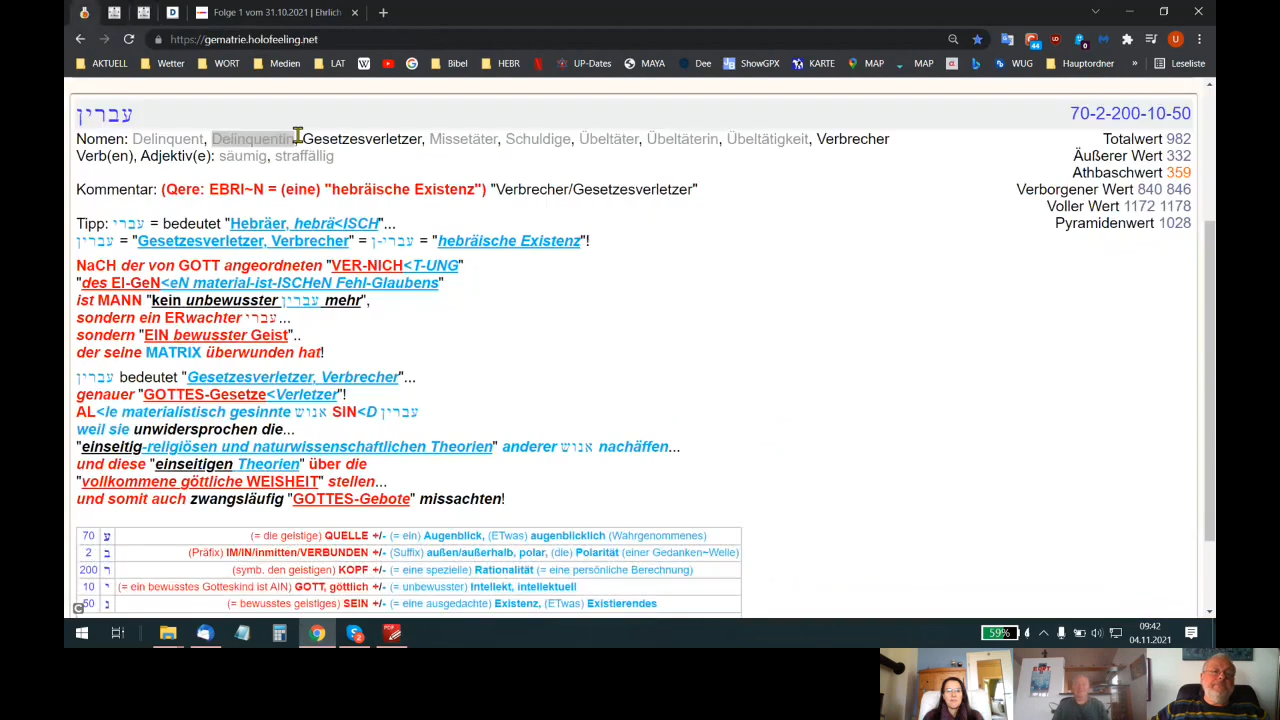 Folge 1 vom 31.10.2021 | Ehrlich
https://gematrie.holofeeling.net
AKTUELL Wetter WORT Medien LAT Bibel HEBR UP-Dates MAYA Dee ShowGPX KARTE MAP MAP WUG Hauptordner » Leseliste
עברין 70-2-200-10-50
Nomen: Delinquent, Delinquentin, Gesetzesverletzer, Missetäter, Schuldige, Übeltäter, Übeltäterin, Übeltätigkeit, Verbrecher Totalwert 982
Verb(en), Adjektiv(e): säumig, straffällig Äußerer Wert 332
Athbaschwert 359
Kommentar: (Qere: EBRI~N = (eine) "hebräische Existenz") "Verbrecher/Gesetzesverletzer" Verborgener Wert 840 846
Voller Wert 1172 1178
Tipp: עברי = bedeutet "Hebräer, hebrä<ISCH"... Pyramidenwert 1028
עברין = "Gesetzesverletzer, Verbrecher" = עברי-ן = "hebräIsche Existenz"!
NaCH der von GOTT angeordneten "VER-NICH<T-UNG"
"des EI-GeN<eN material-ist-ISCHeN Fehl-Glaubens"
ist MANN "kein unbewusster עברין mehr",
sondern ein ERwachter עברי...
sondern "EIN bewusster Geist"..
der seine MATRIX überwunden hat!
עברין bedeutet "Gesetzesverletzer, Verbrecher"...
genauer "GOTTES-Gesetze<Verletzer"!
AL<le materialistisch gesinnte אנוש SIN<D עברין
weil sie unwidersprochen die...
"einseitig-religiösen und naturwissenschaftlichen Theorien" anderer אנוש nachäffen...
und diese "einseitigen Theorien" über die
"vollkommene göttliche WEISHEIT" stellen...
und somit auch zwangsläufig "GOTTES-Gebote" missachten!
70 ע (= die geistige) QUELLE +/- (= ein) Augenblick, (ETwas) augenblicklich (Wahrgenommenes)
2 ב (Präfix) IM/IN/inmitten/VERBUNDEN +/- (Suffix) außen/außerhalb, polar, (die) Polarität (einer Gedanken~Welle)
200 ר (symb. den geistigen) KOPF +/- (= eine spezielle) Rationalität (= eine persönliche Berechnung)
10 י (= ein bewusstes Gotteskind ist AIN) GOTT, göttlich +/- (= unbewusster) Intellekt, intellektuell
50 נ (= bewusstes geistiges) SEIN +/- (= eine ausgedachte) Existenz, (ETwas) Existierendes
59% 09:42
04.11.2021